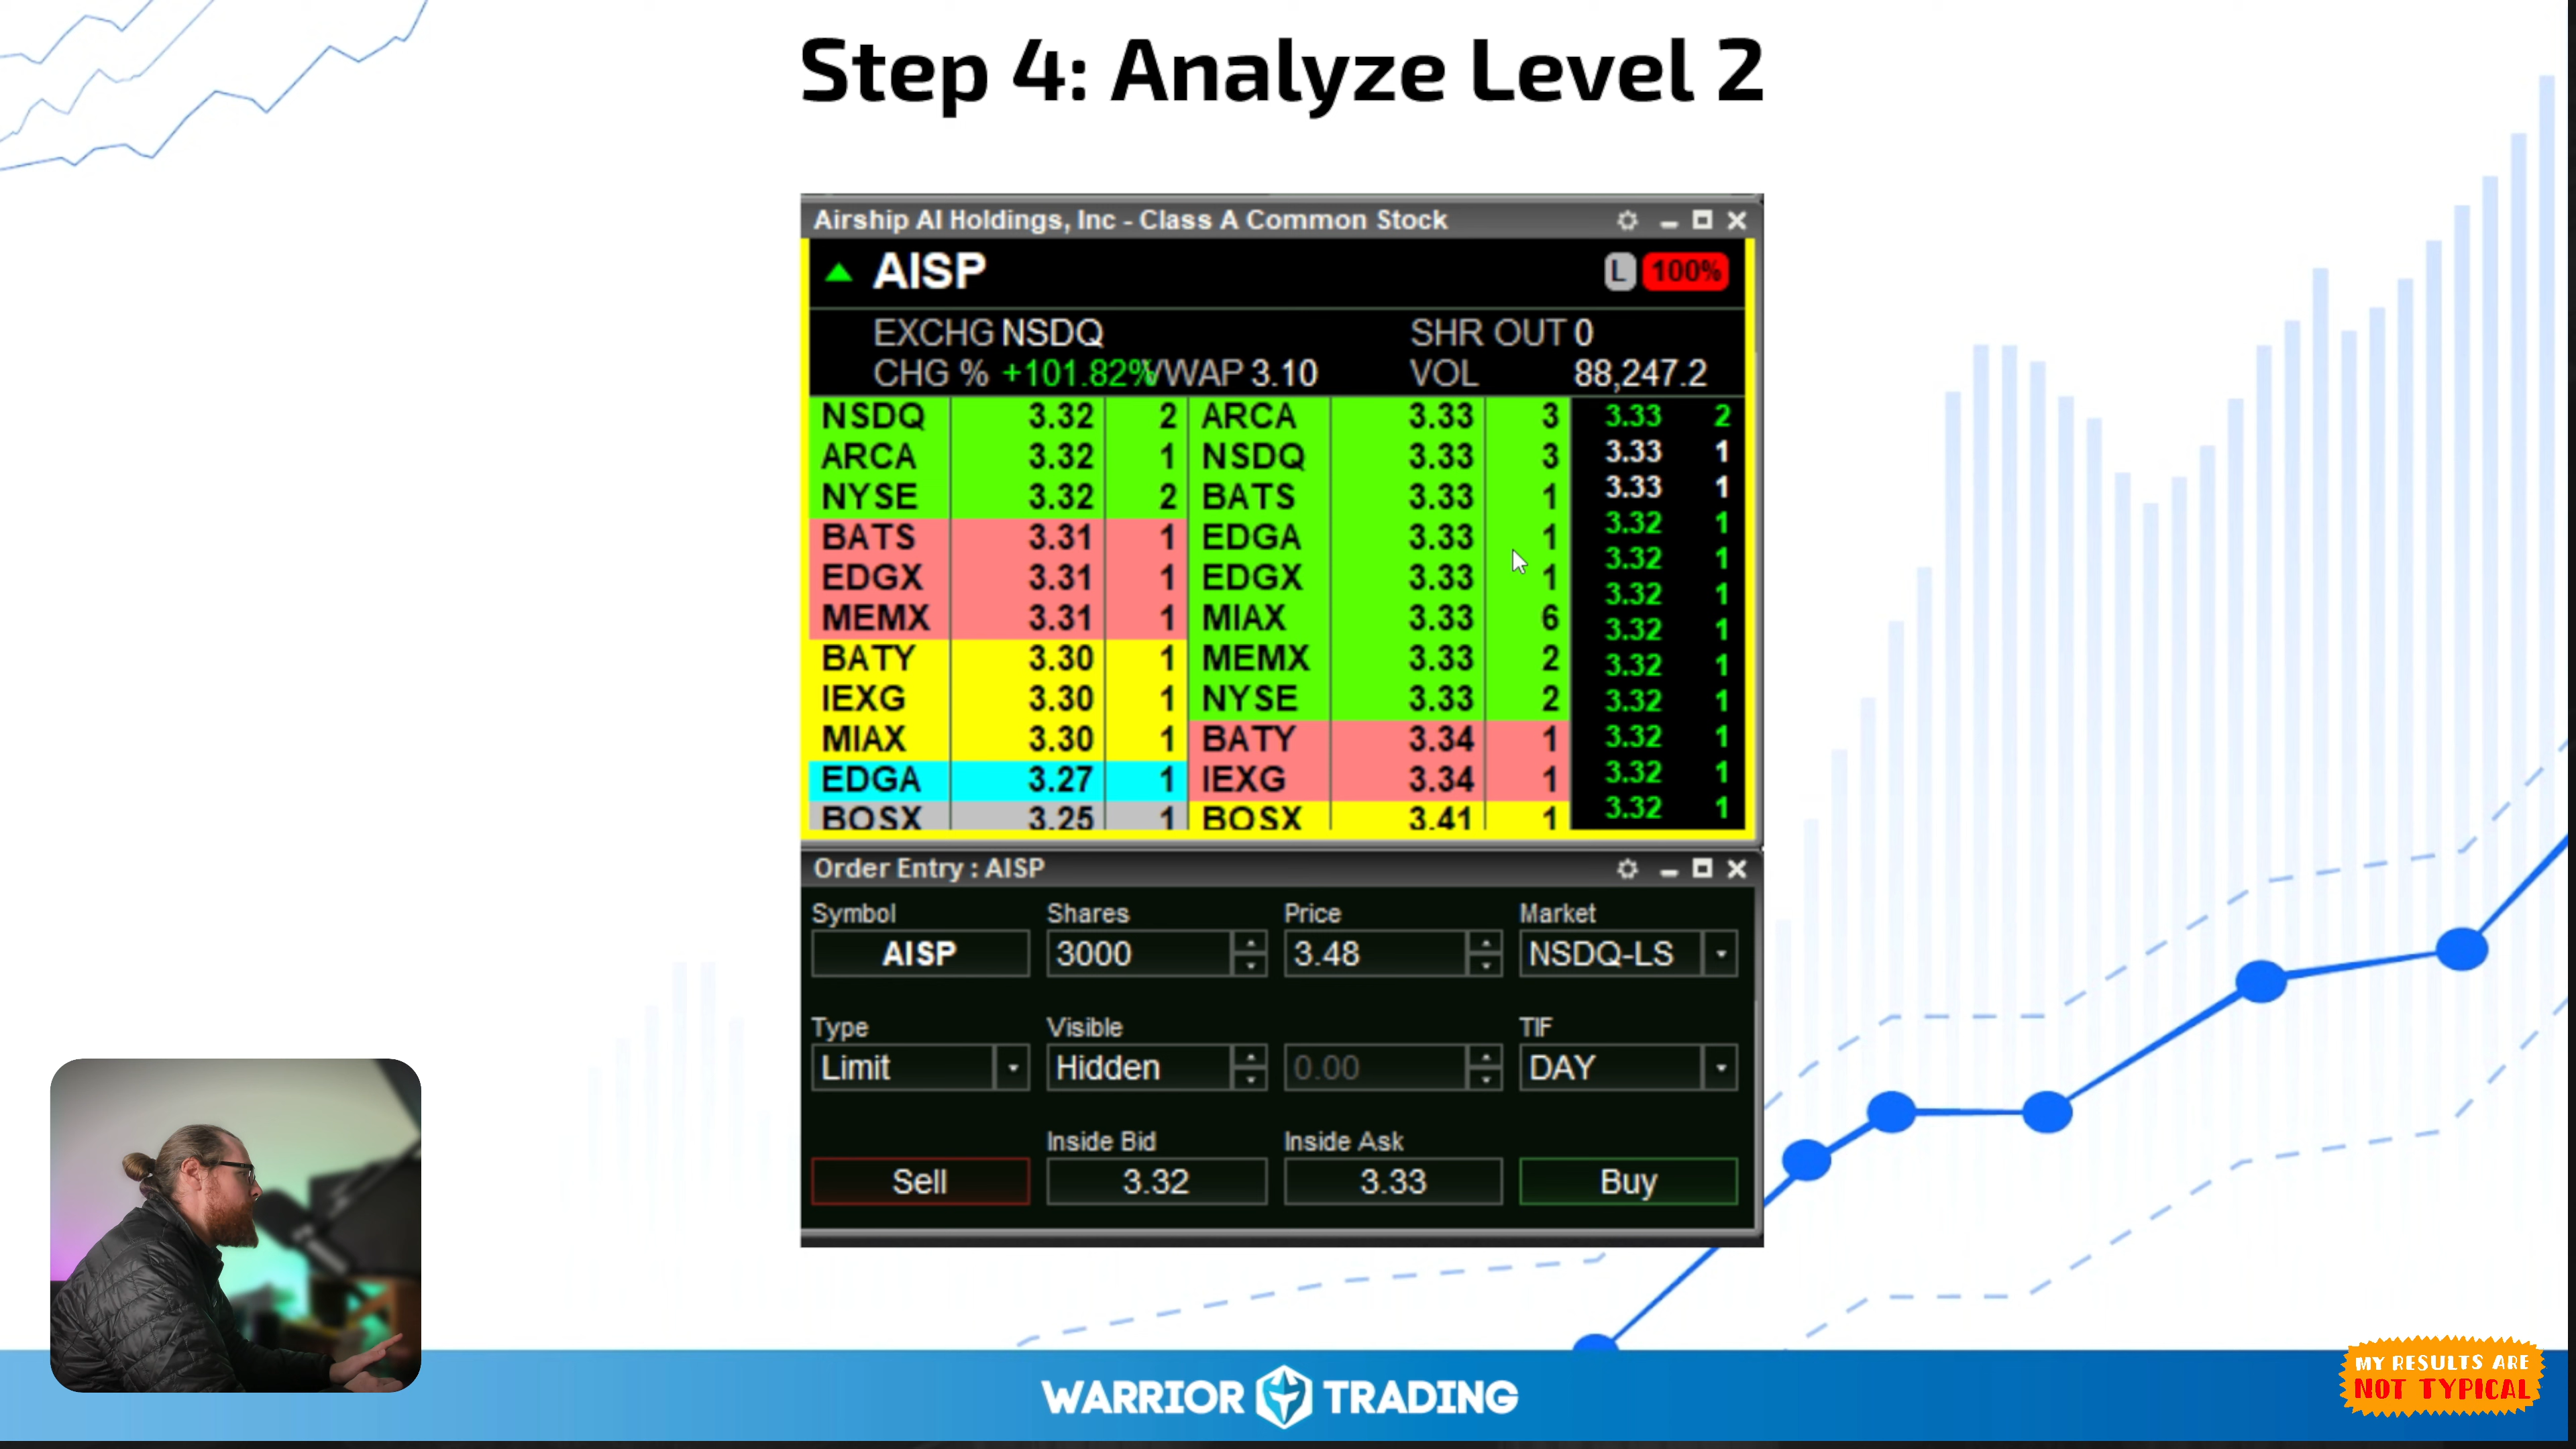 Step 4: Analyze Level 2
Airship AI Holdings, Inc - Class A Common Stock
AISP L 100%
EXCHG NSDQ SHR OUT 0
CHG % +101.82% VWAP 3.10 VOL 88,247.2
NSDQ 3.32 2 ARCA 3.33 3 3.33 2
ARCA 3.32 1 NSDQ 3.33 3 3.33 1
NYSE 3.32 2 BATS 3.33 1 3.33 1
BATS 3.31 1 EDGA 3.33 1 3.32 1
EDGX 3.31 1 EDGX 3.33 1 3.32 1
MEMX 3.31 1 MIAX 3.33 6 3.32 1
BATY 3.30 1 MEMX 3.33 2 3.32 1
IEXG 3.30 1 NYSE 3.33 2 3.32 1
MIAX 3.30 1 BATY 3.34 1 3.32 1
EDGA 3.27 1 IEXG 3.34 1 3.32 1
BOSX 3.25 1 BOSX 3.41 1 3.32 1
3.32 1
Order Entry : AISP
Symbol Shares Price Market
AISP 3000 3.48 NSDQ-LS
Type Visible TIF
Limit Hidden 0.00 DAY
Inside Bid Inside Ask
Sell 3.32 3.33 Buy
WARRIOR TRADING
MY RESULTS ARE
NOT TYPICAL